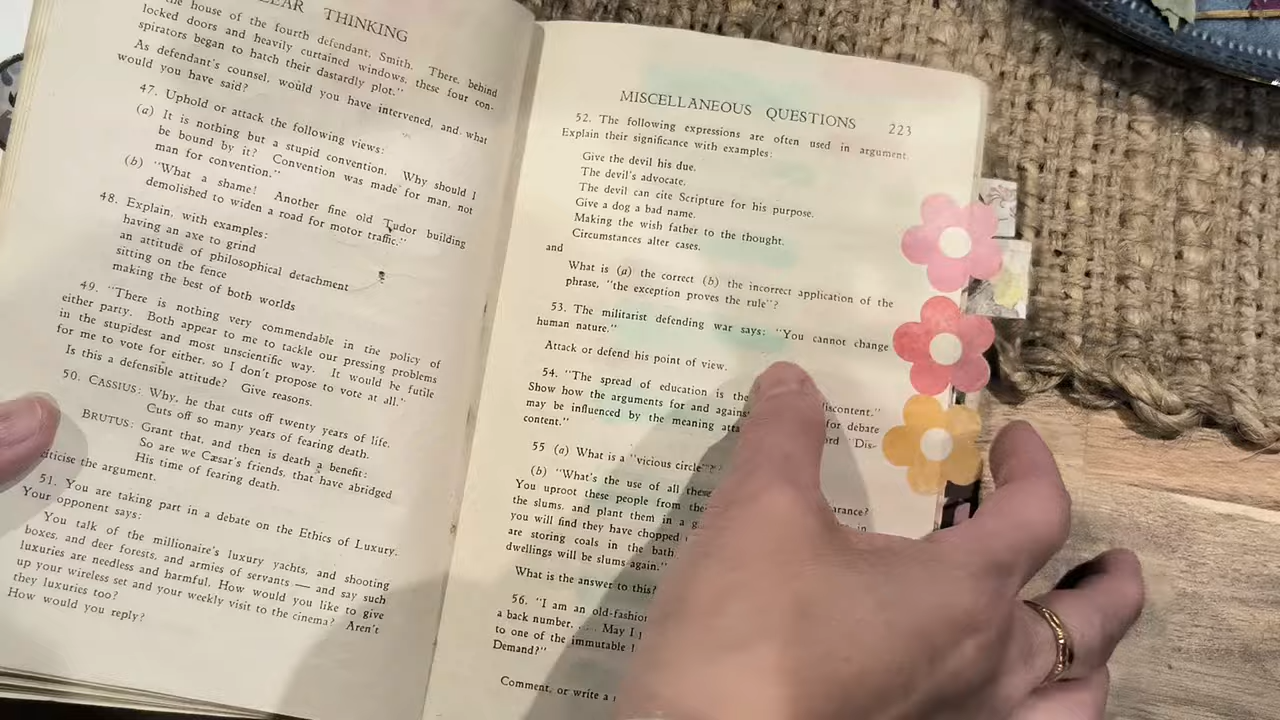 LEAR THINKING
the house of the fourth defendant, Smith. There, behind
locked doors and heavily curtained windows, these four con-
spirators began to hatch their dastardly plot."
As defendant's counsel, would you have intervened, and what
would you have said?
47. Uphold or attack the following views:
(a) It is nothing but a stupid convention. Why should I
be bound by it? Convention was made for man, not
man for convention."
(b) "What a shame! Another fine old Tudor building
demolished to widen a road for motor traffic."
48. Explain, with examples:
having an axe to grind
an attitude of philosophical detachment
sitting on the fence
making the best of both worlds
49. "There is nothing very commendable in the policy of
either party. Both appear to me to tackle our pressing problems
in the stupidest and most unscientific way. It would be futile
for me to vote for either, so I don't propose to vote at all."
Is this a defensible attitude? Give reasons.
50. CASSIUS: Why, he that cuts off twenty years of life.
Cuts off so many years of fearing death.
BRUTUS: Grant that, and then is death a benefit:
So are we Cæsar's friends, that have abridged
His time of fearing death.
iticise the argument.
51. You are taking part in a debate on the Ethics of Luxury.
Your opponent says:
You talk of the millionaire's luxury yachts, and shooting
boxes, and deer forests, and armies of servants — and say such
luxuries are needless and harmful. How would you like to give
up your wireless set and your weekly visit to the cinema? Aren't
they luxuries too?
How would you reply?
MISCELLANEOUS QUESTIONS 223
52. The following expressions are often used in argument.
Explain their significance with examples:
Give the devil his due.
The devil's advocate.
The devil can cite Scripture for his purpose.
Give a dog a bad name.
Making the wish father to the thought.
Circumstances alter cases.
and
What is (a) the correct (b) the incorrect application of the
phrase, "the exception proves the rule"?
53. The militarist defending war says: "You cannot change
human nature."
Attack or defend his point of view.
54. "The spread of education is the discontent."
Show how the arguments for and agains for debate
may be influenced by the meaning atta ord 'Dis-
content."
55 (a) What is a "vicious circle"?
(b) "What's the use of all these arance?
You uproot these people from the in
the slums, and plant them in a g
you will find they have chopped
are storing coals in the bath.
dwellings will be slums again."
What is the answer to this?
56. "I am an old-fashion
a back number. ... May I
to one of the immutable
Demand?"
Comment, or write a